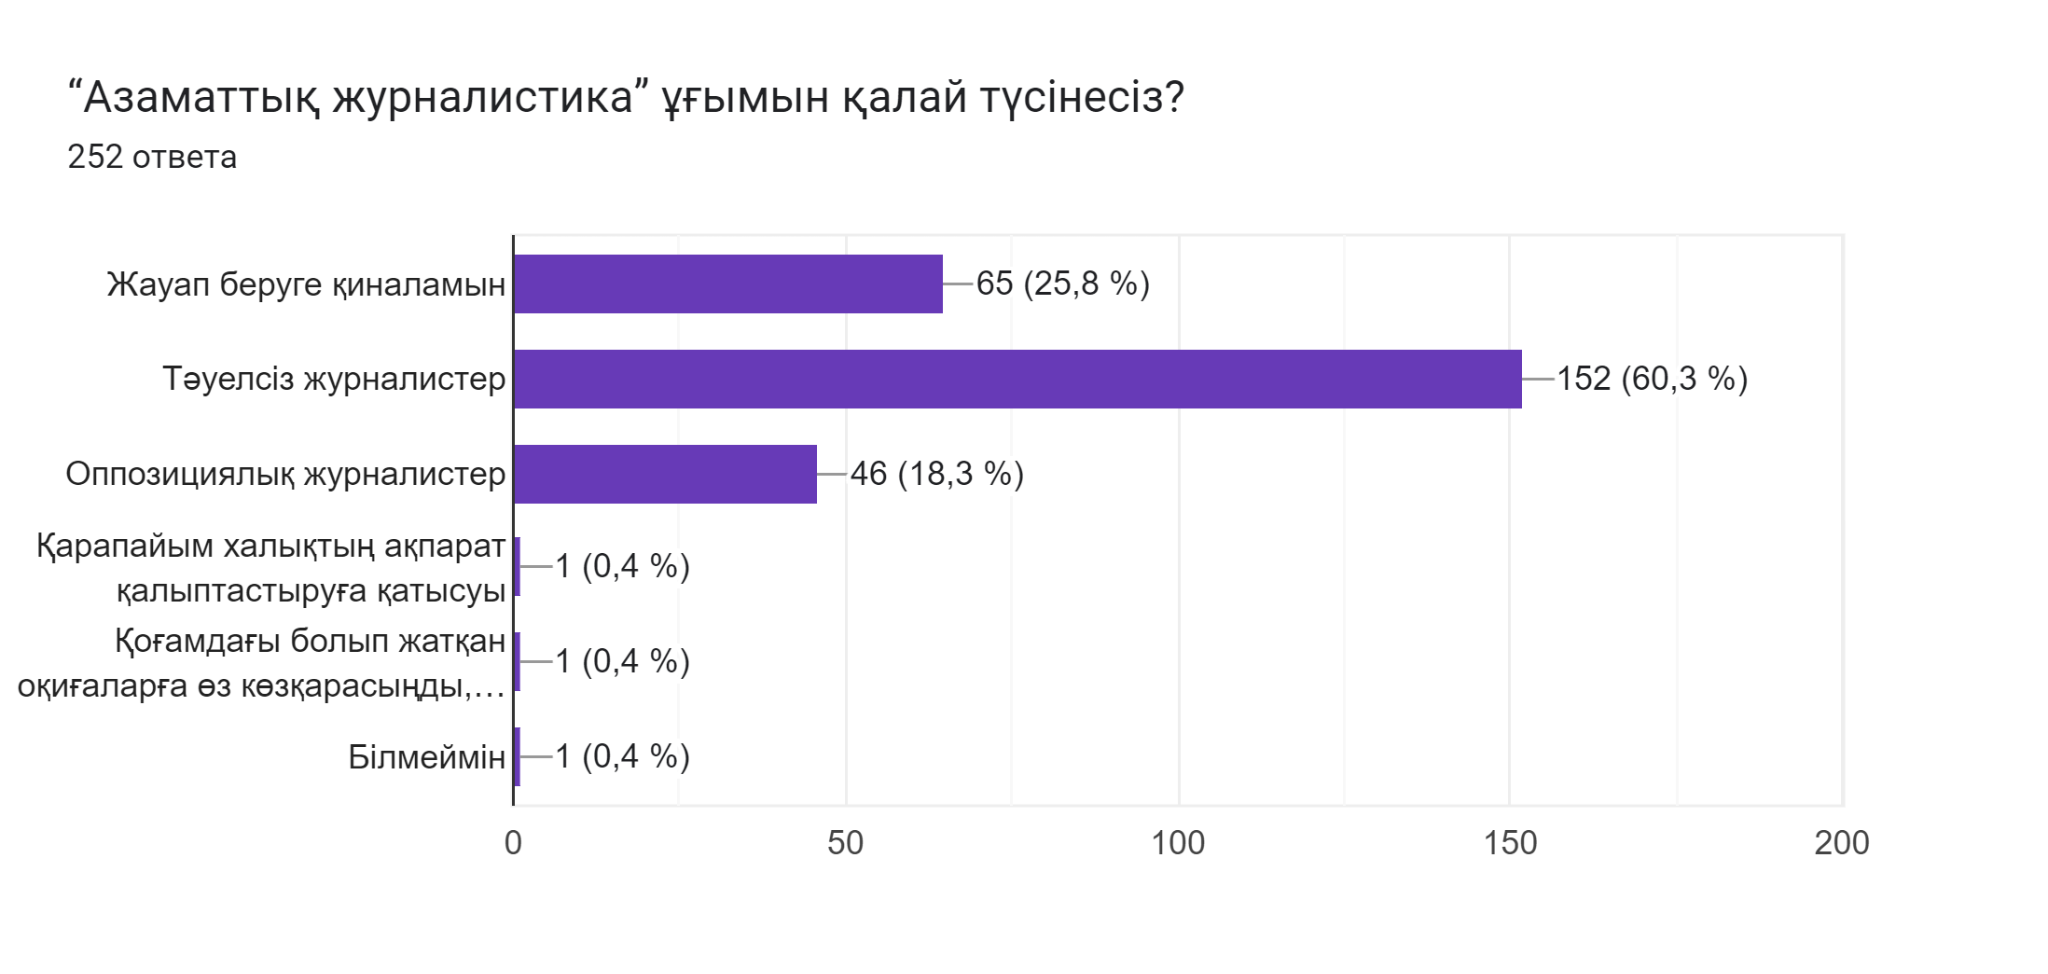 “Азаматтық журналистика” ұғымын қалай түсінесіз?
252 ответа
Жауап беруге қиналамын
65 (25,8 %)
Тәуелсіз журналистер
152 (60,3 %)
Оппозициялық журналистер
46 (18,3 %)
Қарапайым халықтың ақпарат
қалыптастыруға қатысуы
1 (0,4 %)
Қоғамдағы болып жатқан
оқиғаларға өз көзқарасыңды,…
1 (0,4 %)
Білмеймін
1 (0,4 %)
0 50 100 150 200